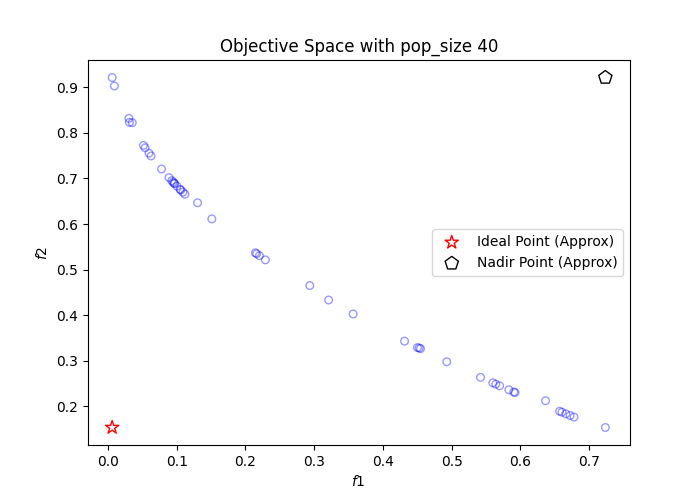 Objective Space with pop_size 40
0.9
0.8
0.7
0.6
0.5
0.4
0.3
0.2
f2
Ideal Point (Approx)
Nadir Point (Approx)
0.0 0.1 0.2 0.3 0.4 0.5 0.6 0.7
f1